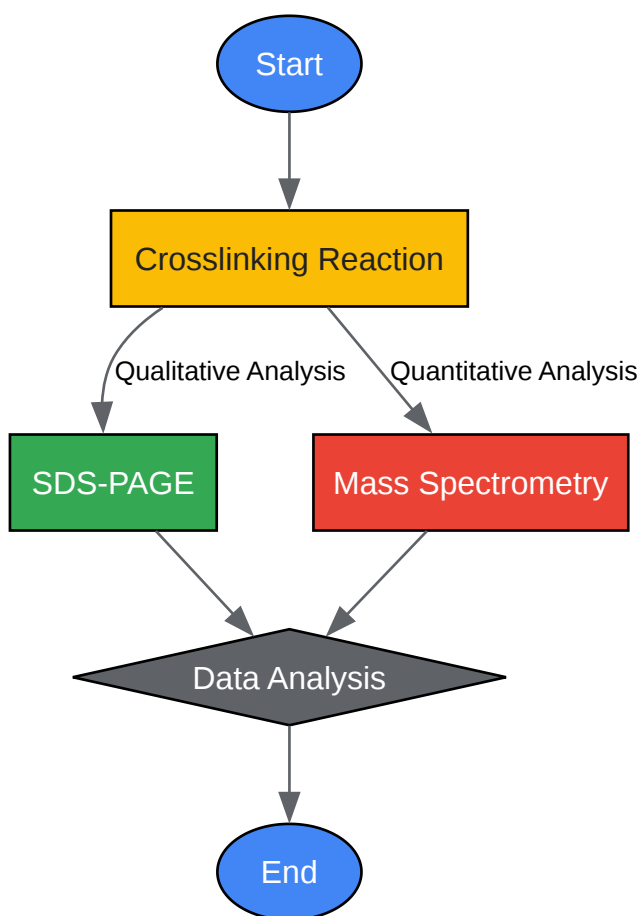 Start
Crosslinking Reaction
Qualitative Analysis
Quantitative Analysis
SDS-PAGE
Mass Spectrometry
Data Analysis
End